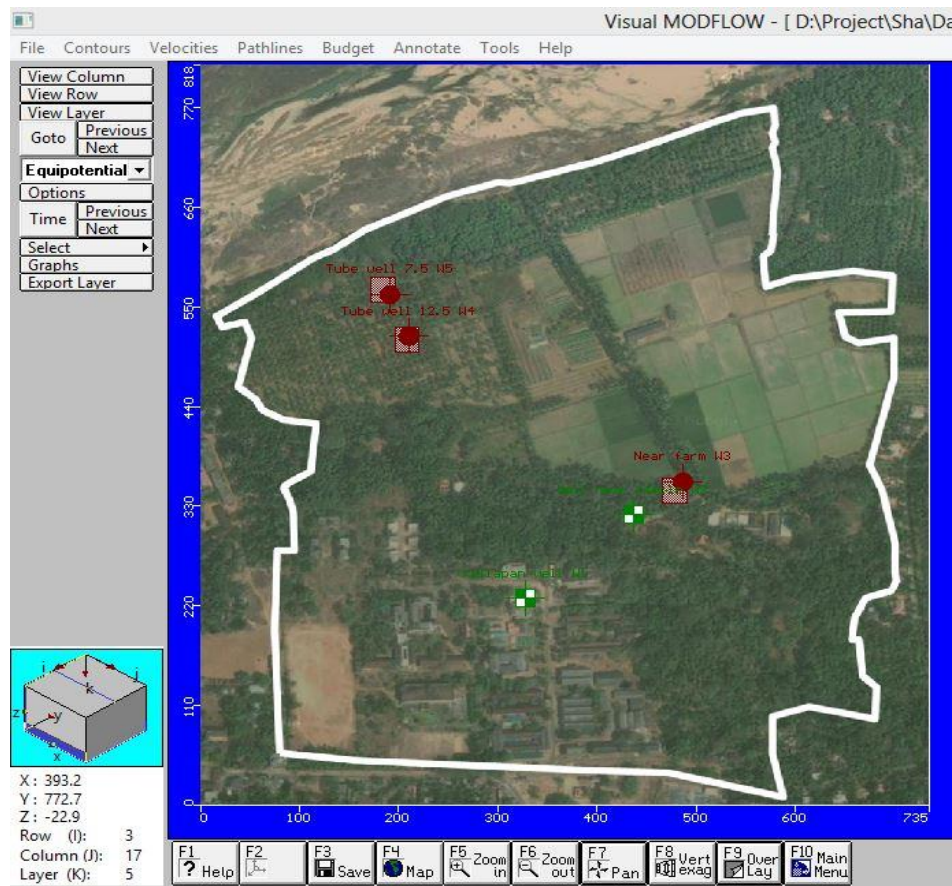 Visual MODFLOW - [ D:\Project\Sha\Da
File Contours Velocities Pathlines Budget Annotate Tools Help
View Column
View Row
View Layer
Goto Previous
Next
Equipotential
Options
Time Previous
Next
Select
Graphs
Export Layer
818
770
660
550
440
330
220
110
0
Tube well 7.5 W5
Tube well 12.5 W4
Near farm W3
well
0 100 200 300 400 500 600 735
i j k
z y x
X : 393.2
Y : 772.7
Z : -22.9
Row (I): 3
Column (J): 17
Layer (K): 5
F1 ? Help
F2
F3 Save
F4 Map
F5 Zoom in
F6 Zoom out
F7 Pan
F8 Vert exag
F9 Over Lay
F10 Main Menu